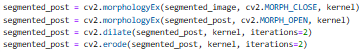 segmented_post = cv2.morphologyEx(segmented_image, cv2.MORPH_CLOSE, kernel)
segmented_post = cv2.morphologyEx(segmented_post, cv2.MORPH_OPEN, kernel)
segmented_post = cv2.dilate(segmented_post, kernel, iterations=2)
segmented_post = cv2.erode(segmented_post, kernel, iterations=2)